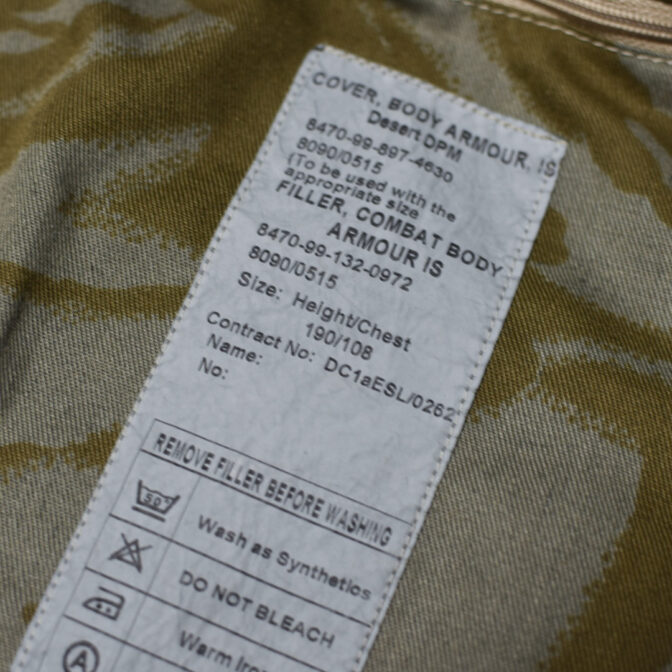 COVER, BODY ARMOUR, IS
Desert DPM
8470-99-897-4630
8090/0515
(To be used with the
appropriate size
FILLER, COMBAT BODY
ARMOUR IS
8470-99-132-0972
8090/0515
Size: Height/Chest
190/108
Contract No: DC1aESL/0262
Name:
No:
REMOVE FILLER BEFORE WASHING
50° Wash as Synthetics
DO NOT BLEACH
Warm Iron
A